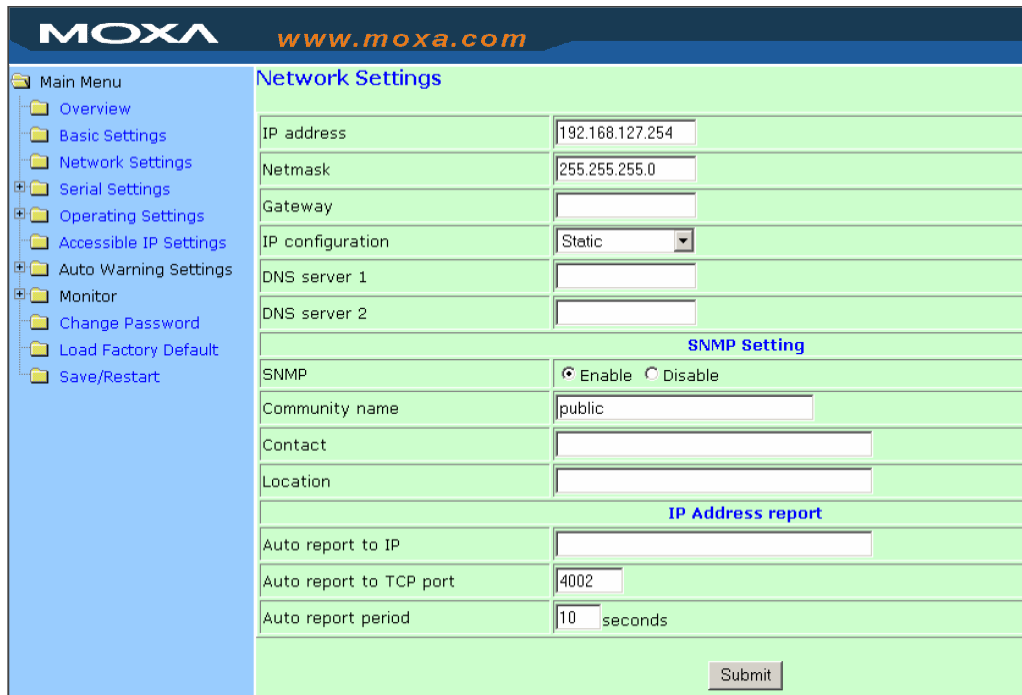 MOXA www.moxa.com
Main Menu
Overview
Basic Settings
Network Settings
Serial Settings
Operating Settings
Accessible IP Settings
Auto Warning Settings
Monitor
Change Password
Load Factory Default
Save/Restart
Network Settings
IP address 192.168.127.254
Netmask 255.255.255.0
Gateway
IP configuration Static
DNS server 1
DNS server 2
SNMP Setting
SNMP Enable Disable
Community name public
Contact
Location
IP Address report
Auto report to IP
Auto report to TCP port 4002
Auto report period 10 seconds
Submit